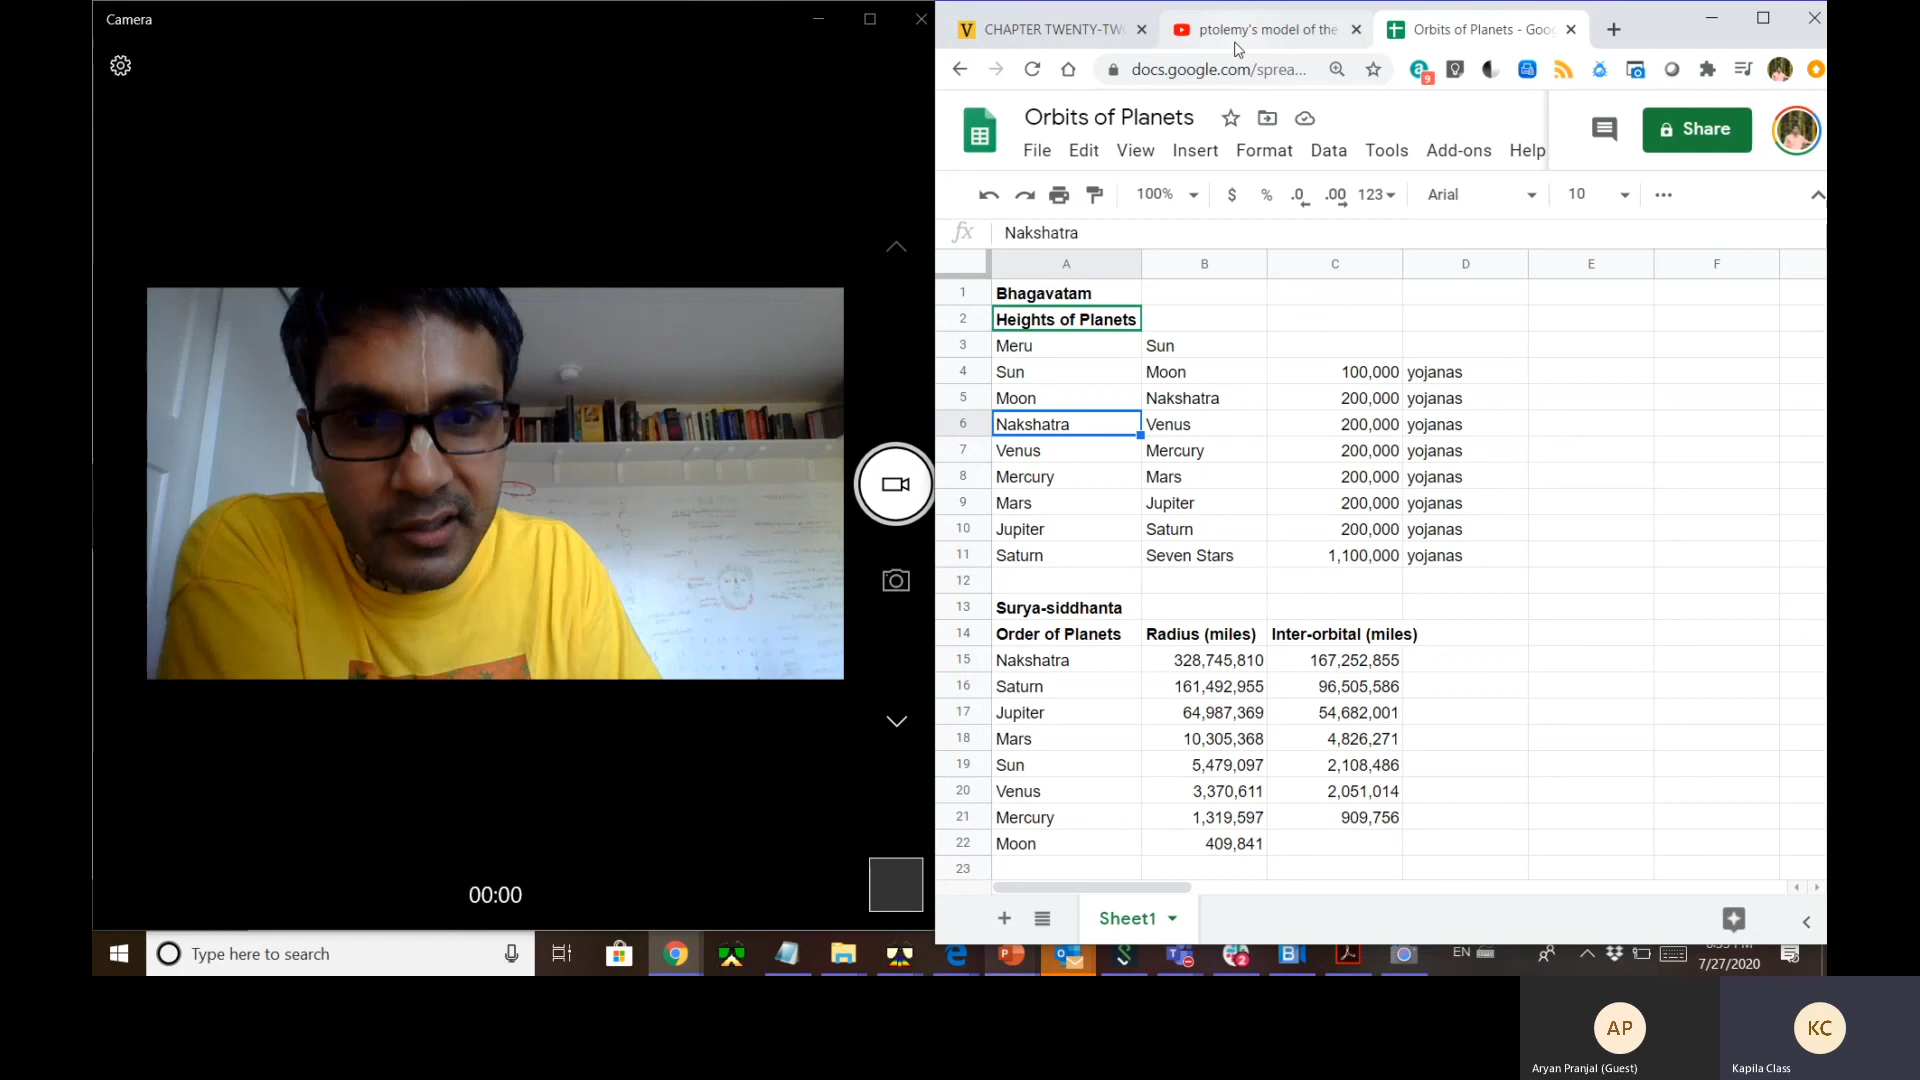 Camera
CHAPTER TWENTY-TW
ptolemy's model of the
Orbits of Planets - Goog
docs.google.com/sprea...
9
Orbits of Planets
Share
File Edit View Insert Format Data Tools Add-ons Help
100% $ % .0 .00 123 Arial 10 ...
fx Nakshatra
A B C D E F
1 Bhagavatam
2 Heights of Planets
3 Meru Sun
4 Sun Moon 100,000 yojanas
5 Moon Nakshatra 200,000 yojanas
6 Nakshatra Venus 200,000 yojanas
7 Venus Mercury 200,000 yojanas
8 Mercury Mars 200,000 yojanas
9 Mars Jupiter 200,000 yojanas
10 Jupiter Saturn 200,000 yojanas
11 Saturn Seven Stars 1,100,000 yojanas
12
13 Surya-siddhanta
14 Order of Planets Radius (miles) Inter-orbital (miles)
15 Nakshatra 328,745,810 167,252,855
16 Saturn 161,492,955 96,505,586
17 Jupiter 64,987,369 54,682,001
18 Mars 10,305,368 4,826,271
19 Sun 5,479,097 2,108,486
20 Venus 3,370,611 2,051,014
21 Mercury 1,319,597 909,756
22 Moon 409,841
23
00:00
Sheet1
Type here to search
EN
7/27/2020
AP
KC
Aryan Pranjal (Guest)
Kapila Class